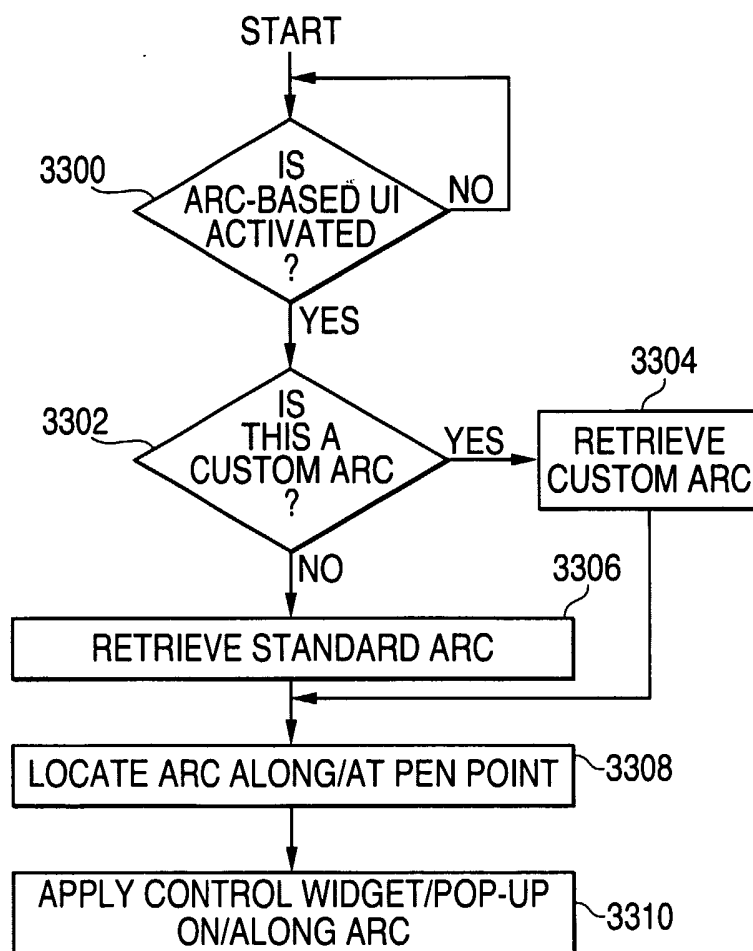 START
3300
IS
ARC-BASED UI
ACTIVATED
?
NO
YES
3302
IS
THIS A
CUSTOM ARC
?
YES
3304
RETRIEVE
CUSTOM ARC
NO
3306
RETRIEVE STANDARD ARC
LOCATE ARC ALONG/AT PEN POINT
3308
APPLY CONTROL WIDGET/POP-UP
ON/ALONG ARC
3310